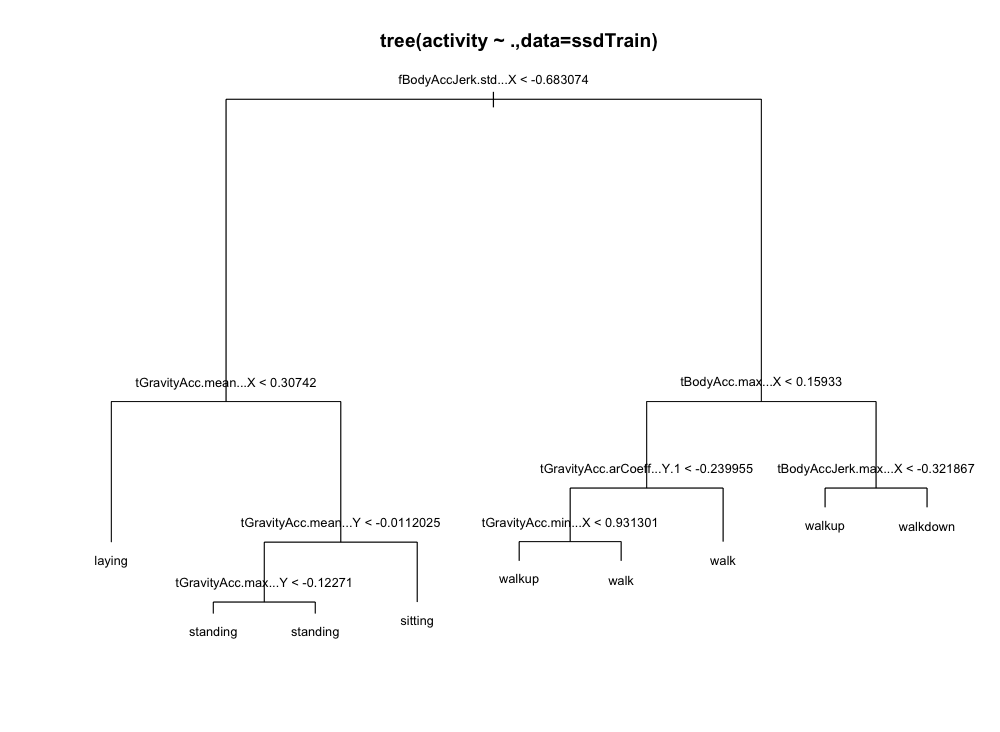 tree(activity ~ .,data=ssdTrain)
fBodyAccJerk.std...X < -0.683074
tGravityAcc.mean...X < 0.30742
tBodyAcc.max...X < 0.15933
tGravityAcc.arCoeff...Y.1 < -0.239955
tBodyAccJerk.max...X < -0.321867
tGravityAcc.mean...Y < -0.0112025
tGravityAcc.min...X < 0.931301
walkup
walkdown
laying
walk
tGravityAcc.max...Y < -0.12271
walkup
walk
sitting
standing
standing